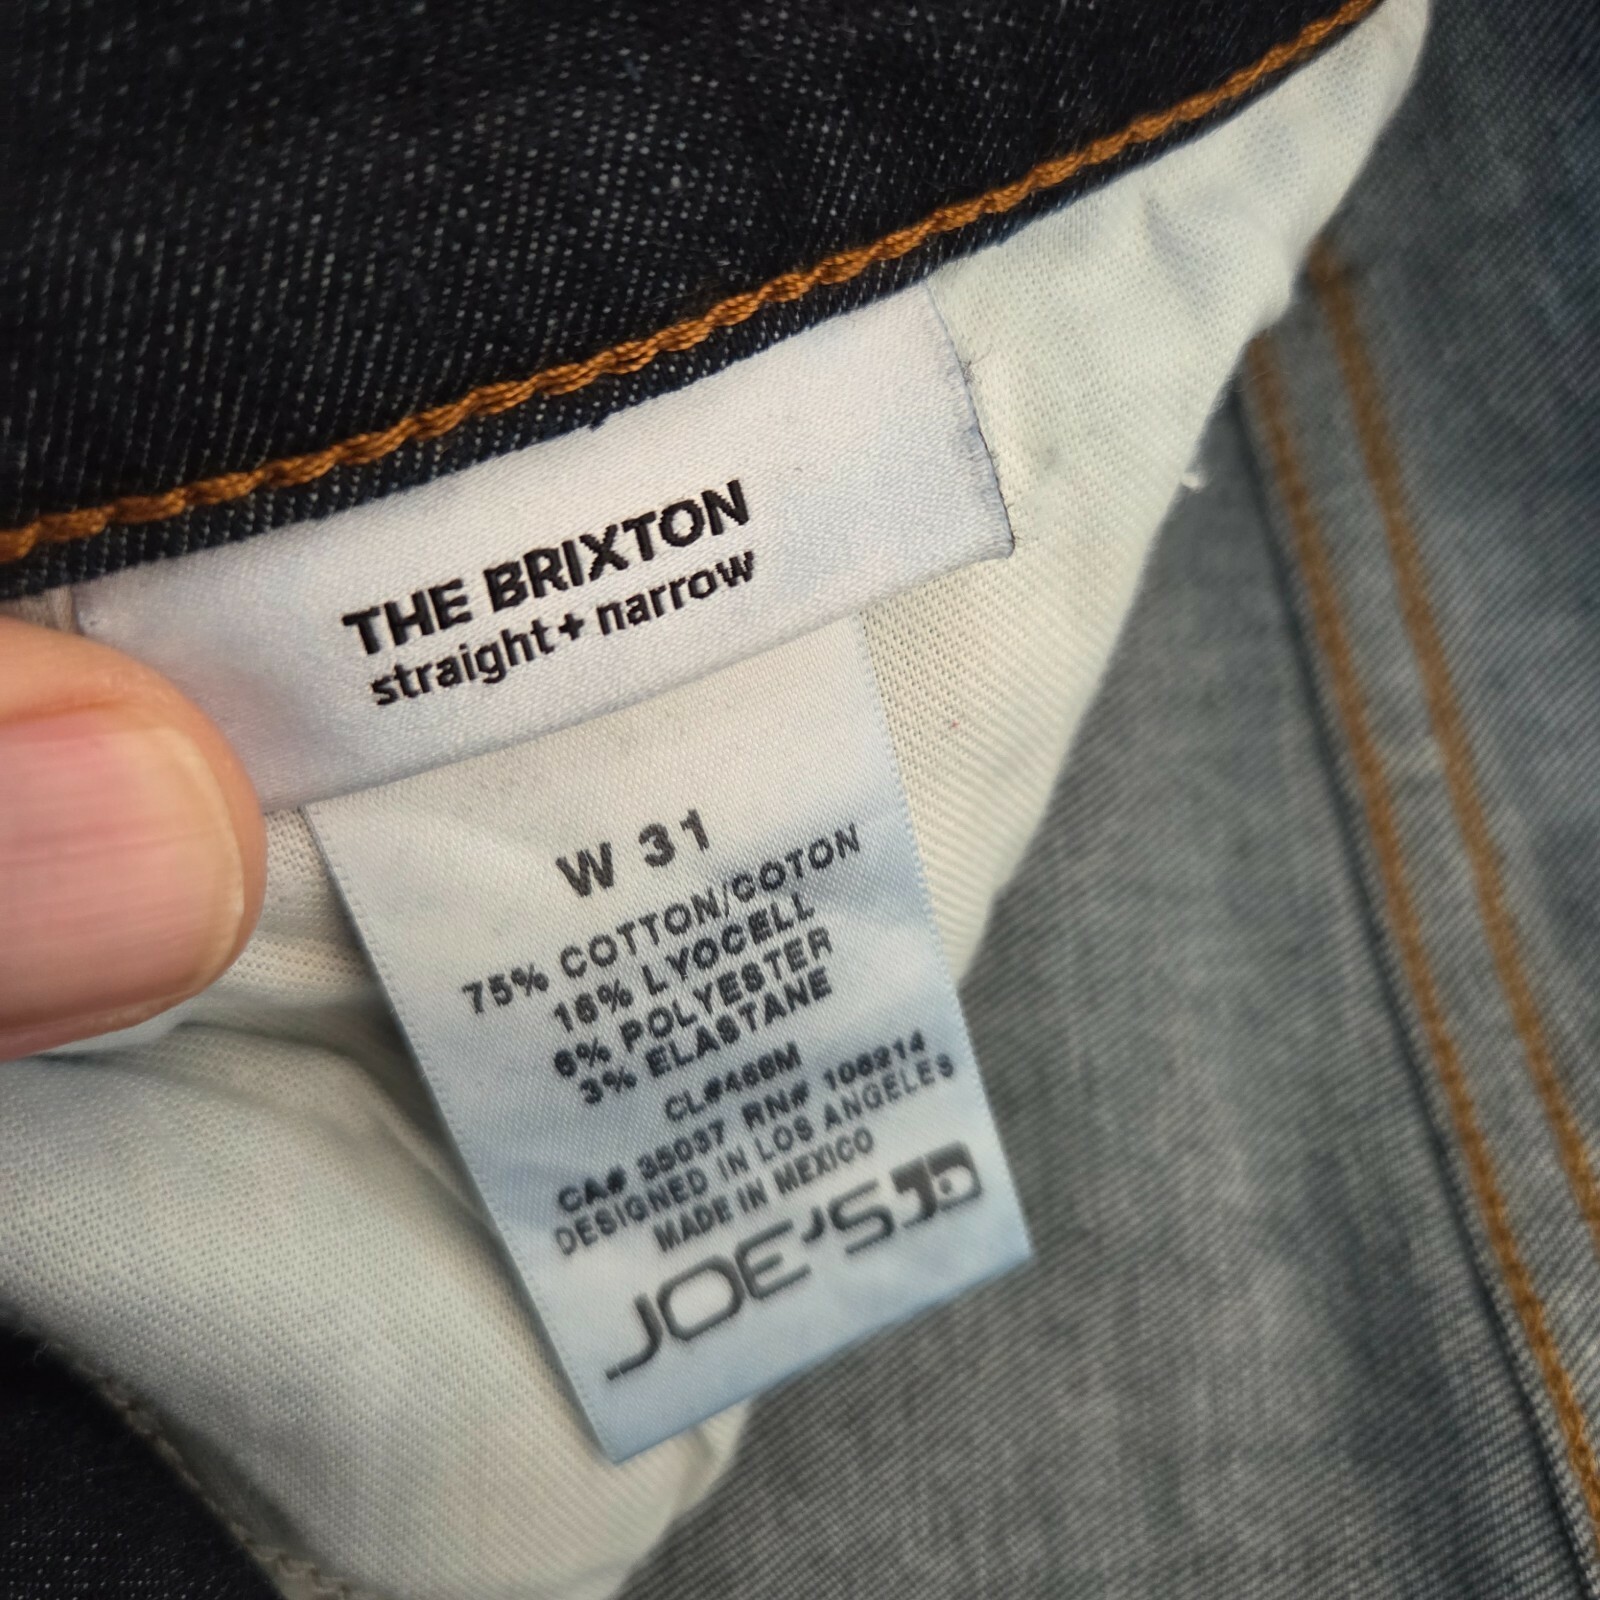 THE BRIXTON
straight + narrow
W 31
75% COTTON/COTON
16% LYOCELL
6% POLYESTER
3% ELASTANE
CL#468M
CA# 35037 RN# 106214
DESIGNED IN LOS ANGELES
MADE IN MEXICO
JOE'S JD